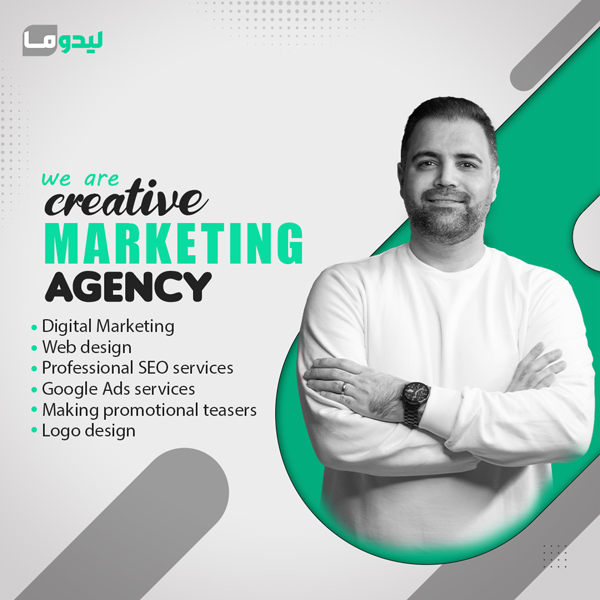 لیدوما
we are
creative
MARKETING
AGENCY
Digital Marketing
Web design
Professional SEO services
Google Ads services
Making promotional teasers
Logo design